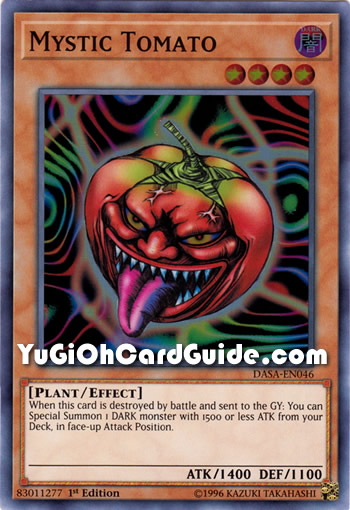 Mystic Tomato
闇
YuGiOhCardGuide.com
DASA-EN046
[Plant/Effect]
When this card is destroyed by battle and sent to the GY: You can
Special Summon 1 DARK monster with 1500 or less ATK from your
Deck, in face-up Attack Position.
ATK/1400 DEF/1100
83011277 1st Edition ©1996 KAZUKI TAKAHASHI